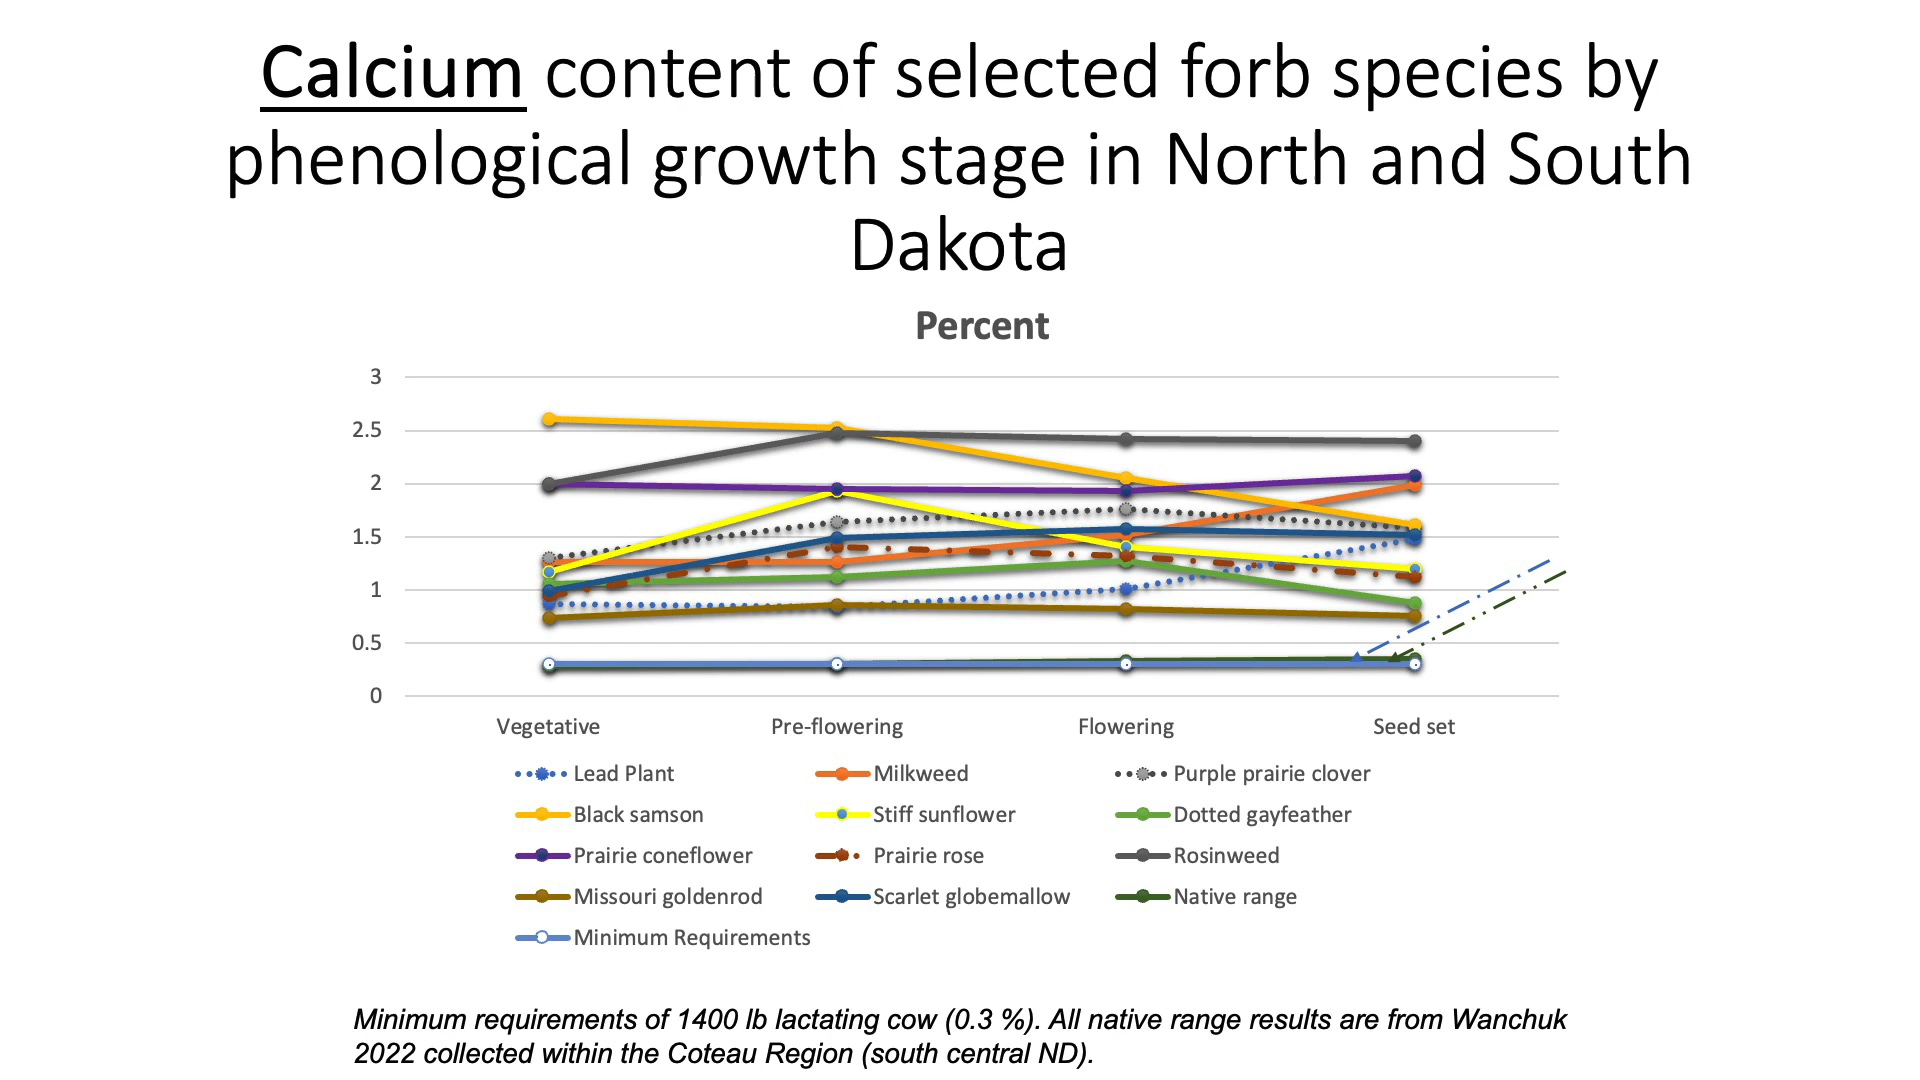 Calcium content of selected forb species by
phenological growth stage in North and South
Dakota
Percent
3
2.5
2
1.5
1
0.5
0
Vegetative Pre-flowering Flowering Seed set
Lead Plant Milkweed Purple prairie clover
Black samson Stiff sunflower Dotted gayfeather
Prairie coneflower Prairie rose Rosinweed
Missouri goldenrod Scarlet globemallow Native range
Minimum Requirements
Minimum requirements of 1400 lb lactating cow (0.3 %). All native range results are from Wanchuk
2022 collected within the Coteau Region (south central ND).